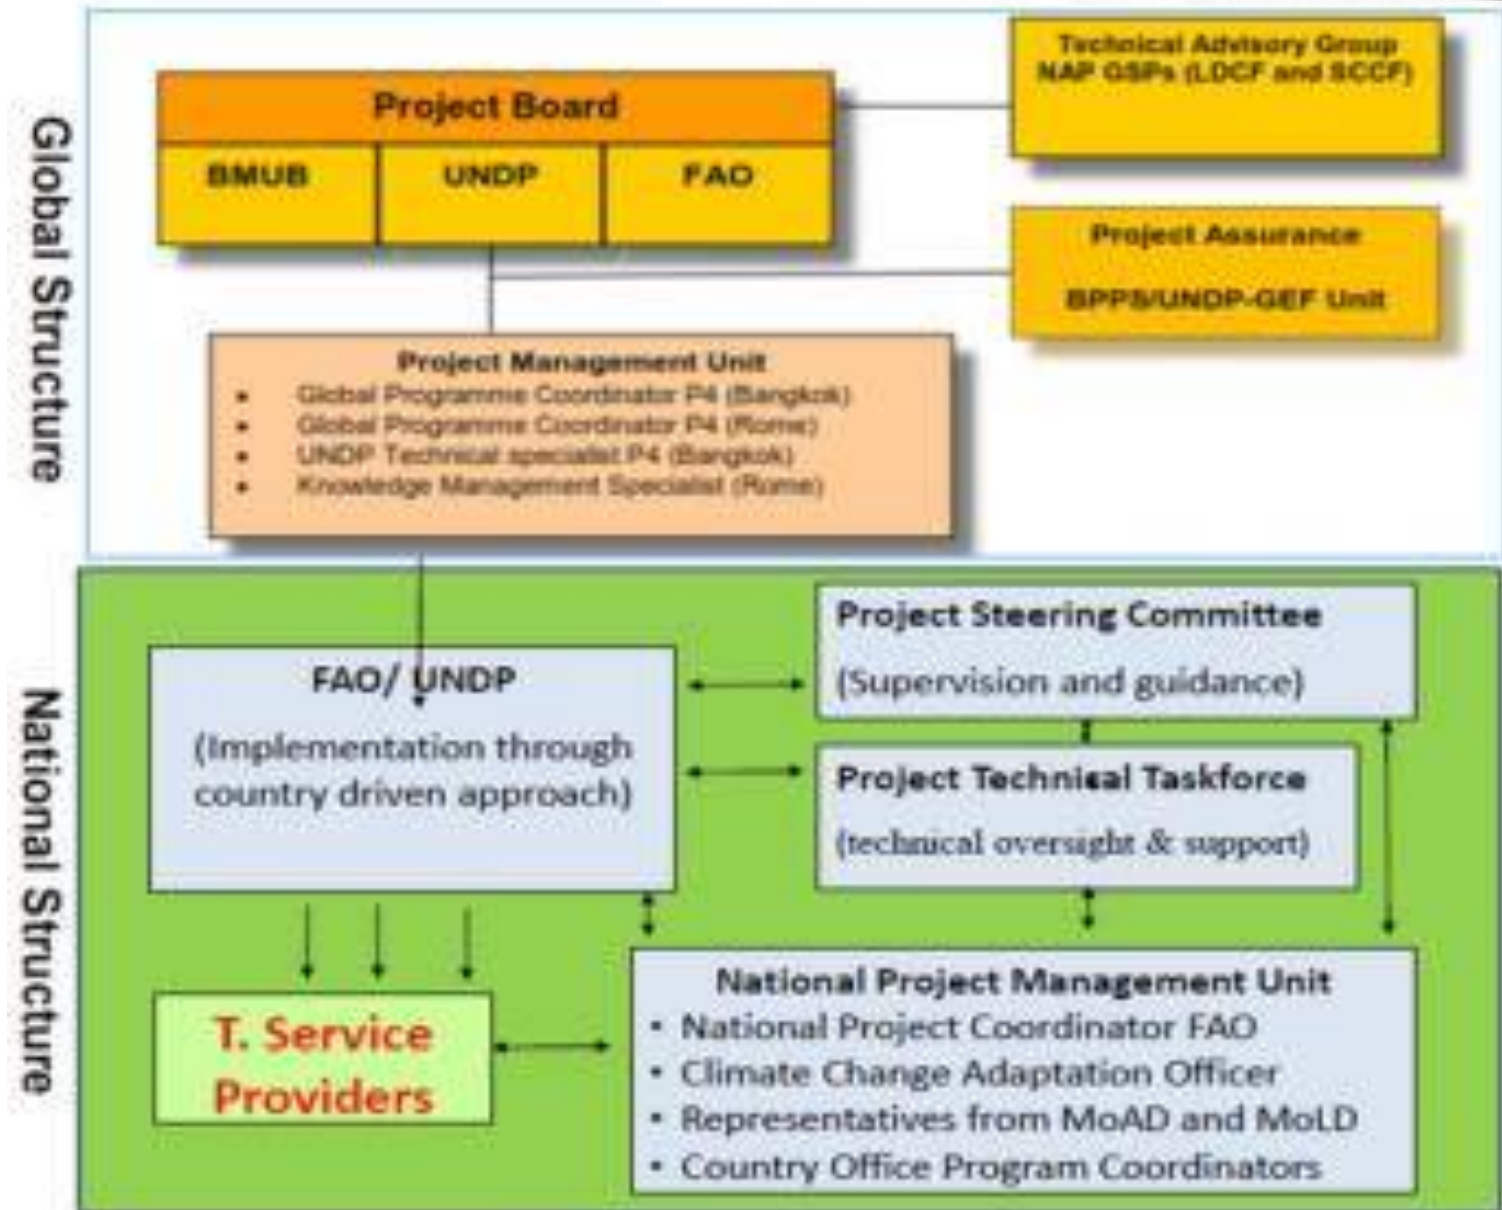 Global Structure
Project Board
BMUB
UNDP
FAO
Technical Advisory Group
NAP GSPs (LDCF and SCCF)
Project Assurance
BPPS/UNDP-GEF Unit
Project Management Unit
• Global Programme Coordinator P4 (Bangkok)
• Global Programme Coordinator P4 (Rome)
• UNDP Technical specialist P4 (Bangkok)
• Knowledge Management Specialist (Rome)
National Structure
FAO/ UNDP
(Implementation through
country driven approach)
Project Steering Committee
(Supervision and guidance)
Project Technical Taskforce
(technical oversight & support)
T. Service
Providers
National Project Management Unit
• National Project Coordinator FAO
• Climate Change Adaptation Officer
• Representatives from MoAD and MoLD
• Country Office Program Coordinators